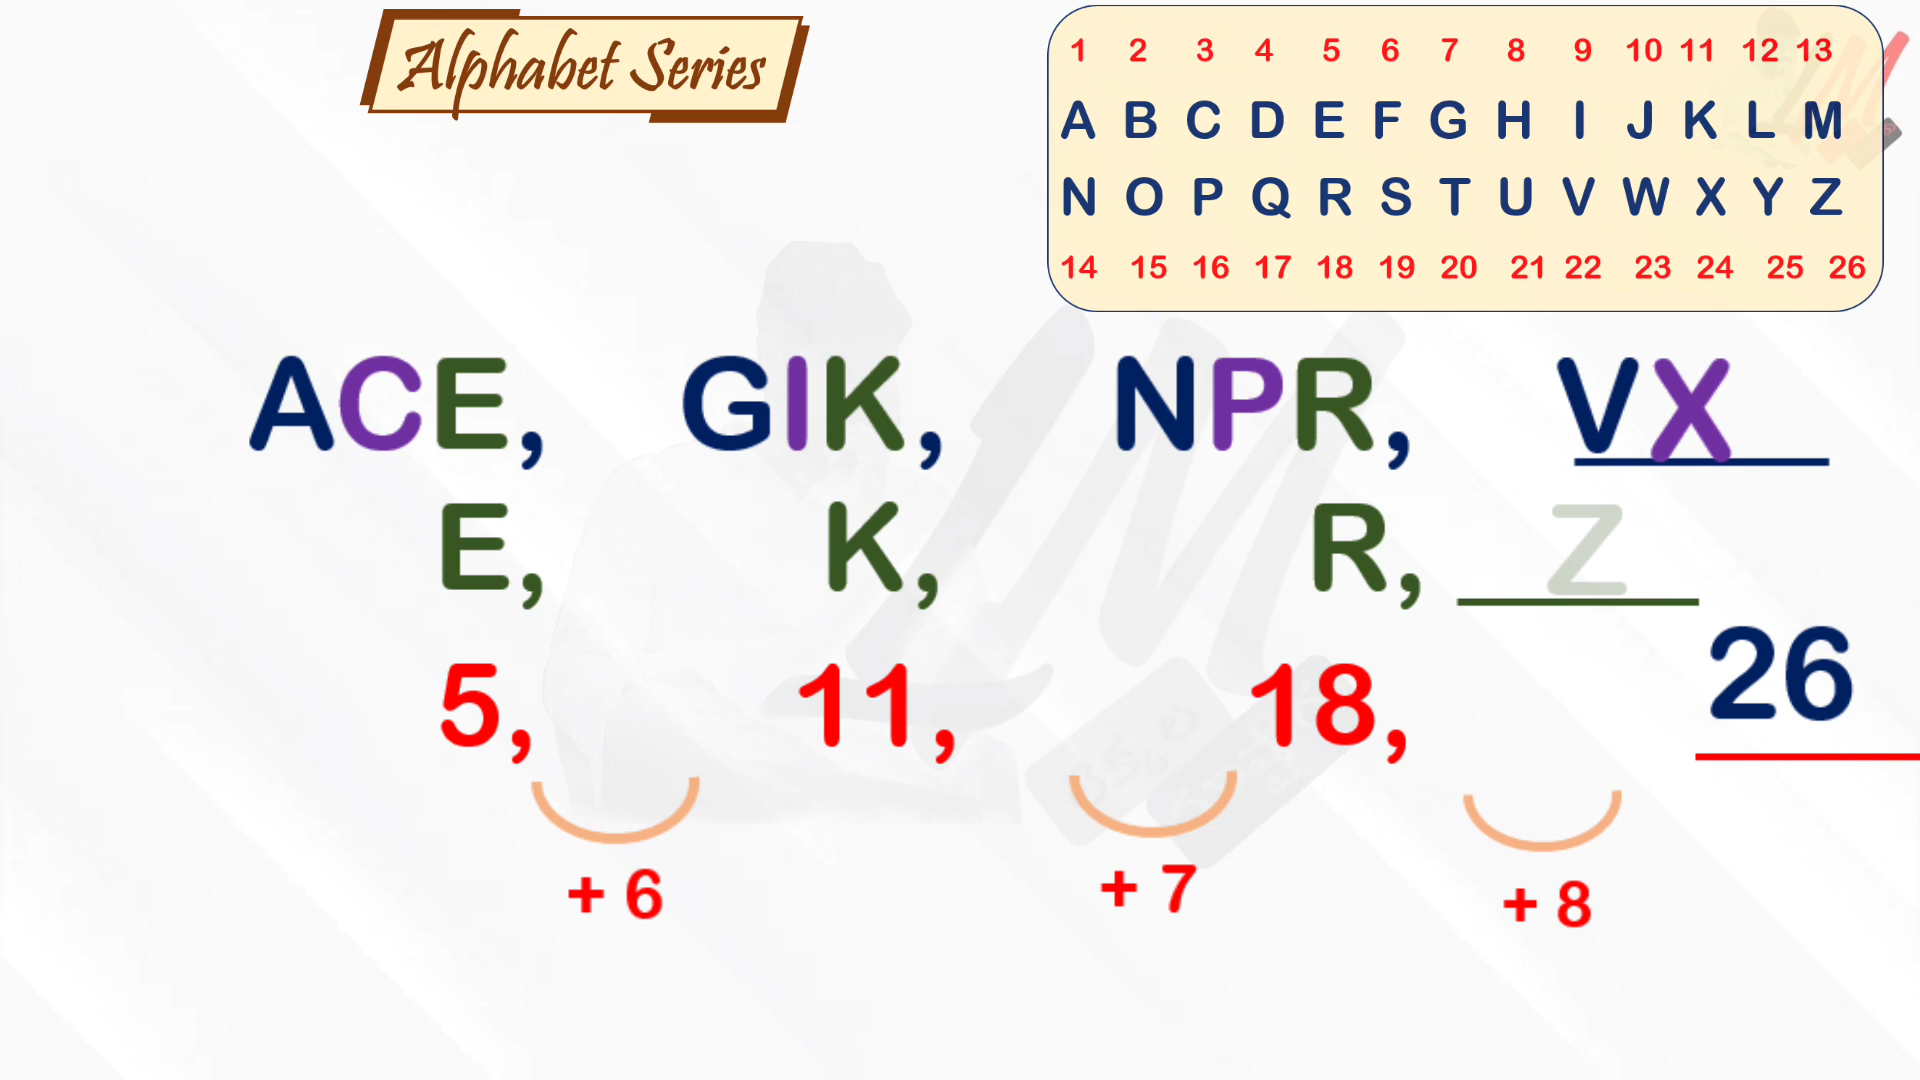 Alphabet Series
1 2 3 4 5 6 7 8 9 10 11 12 13
A B C D E F G H I J K L M
N O P Q R S T U V W X Y Z
14 15 16 17 18 19 20 21 22 23 24 25 26
ACE, GIK, NPR, VX
E, K, R, Z
5, 11, 18, 26
+ 6 + 7 + 8